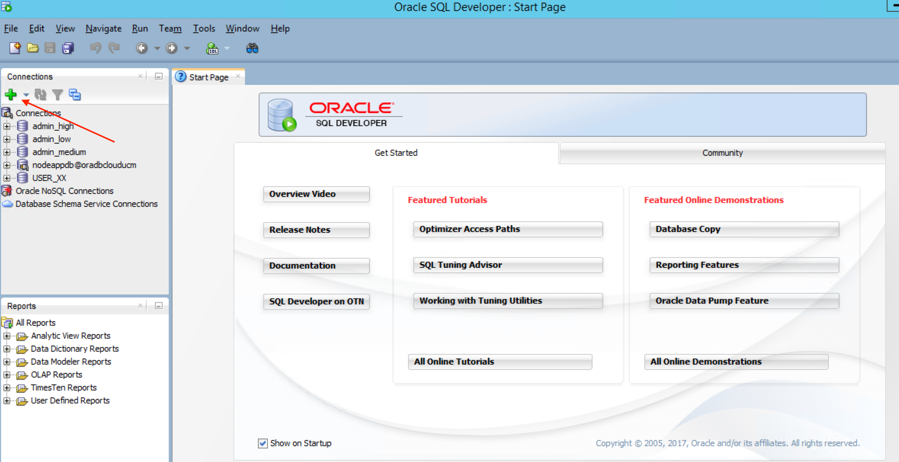 Oracle SQL Developer : Start Page
File Edit View Navigate Run Team Tools Window Help
Connections
Connections
admin_high
admin_low
admin_medium
nodeappdb@oradbclouducm
USER_XX
Oracle NoSQL Connections
Database Schema Service Connections
Reports
All Reports
Analytic View Reports
Data Dictionary Reports
Data Modeler Reports
OLAP Reports
TimesTen Reports
User Defined Reports
Start Page
ORACLE
SQL DEVELOPER
Get Started
Community
Overview Video
Release Notes
Documentation
SQL Developer on OTN
Featured Tutorials
Optimizer Access Paths
SQL Tuning Advisor
Working with Tuning Utilities
All Online Tutorials
Featured Online Demonstrations
Database Copy
Reporting Features
Oracle Data Pump Feature
All Online Demonstrations
Show on Startup
Copyright © 2005, 2017, Oracle and/or its affiliates. All rights reserved.